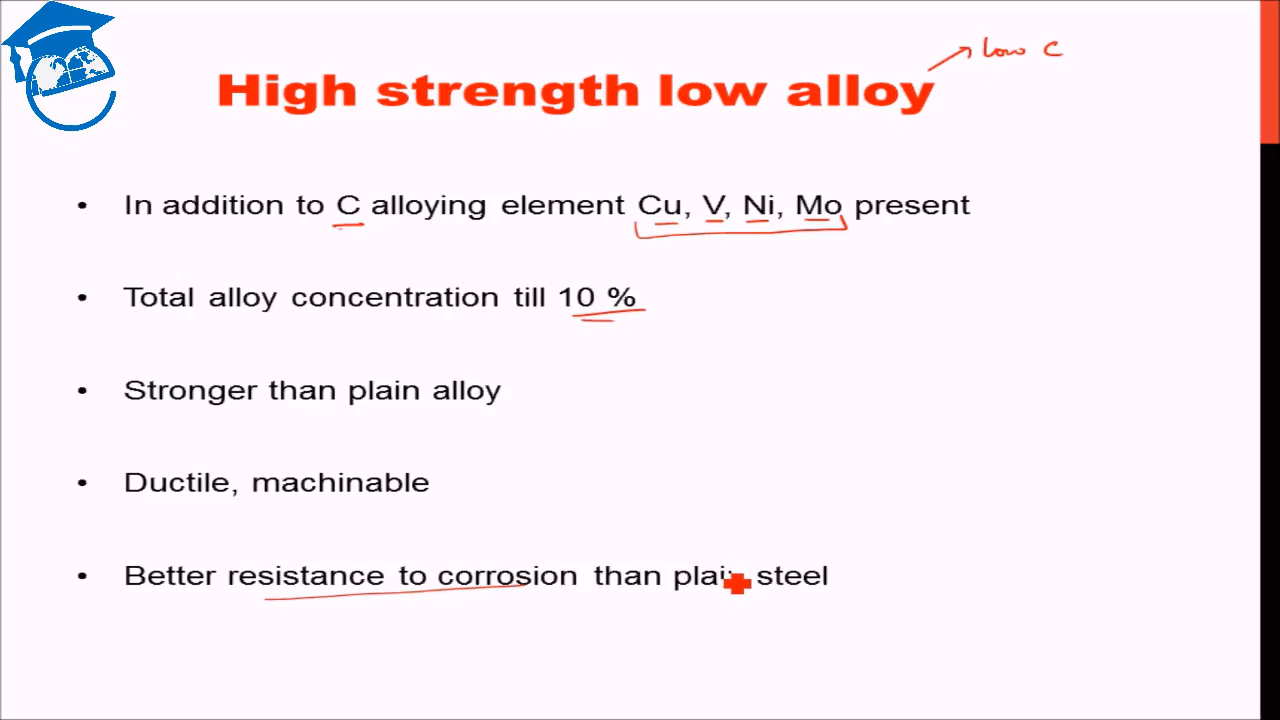 low C
High strength low alloy
• In addition to C alloying element Cu, V, Ni, Mo present
• Total alloy concentration till 10 %
• Stronger than plain alloy
• Ductile, machinable
• Better resistance to corrosion than plain steel